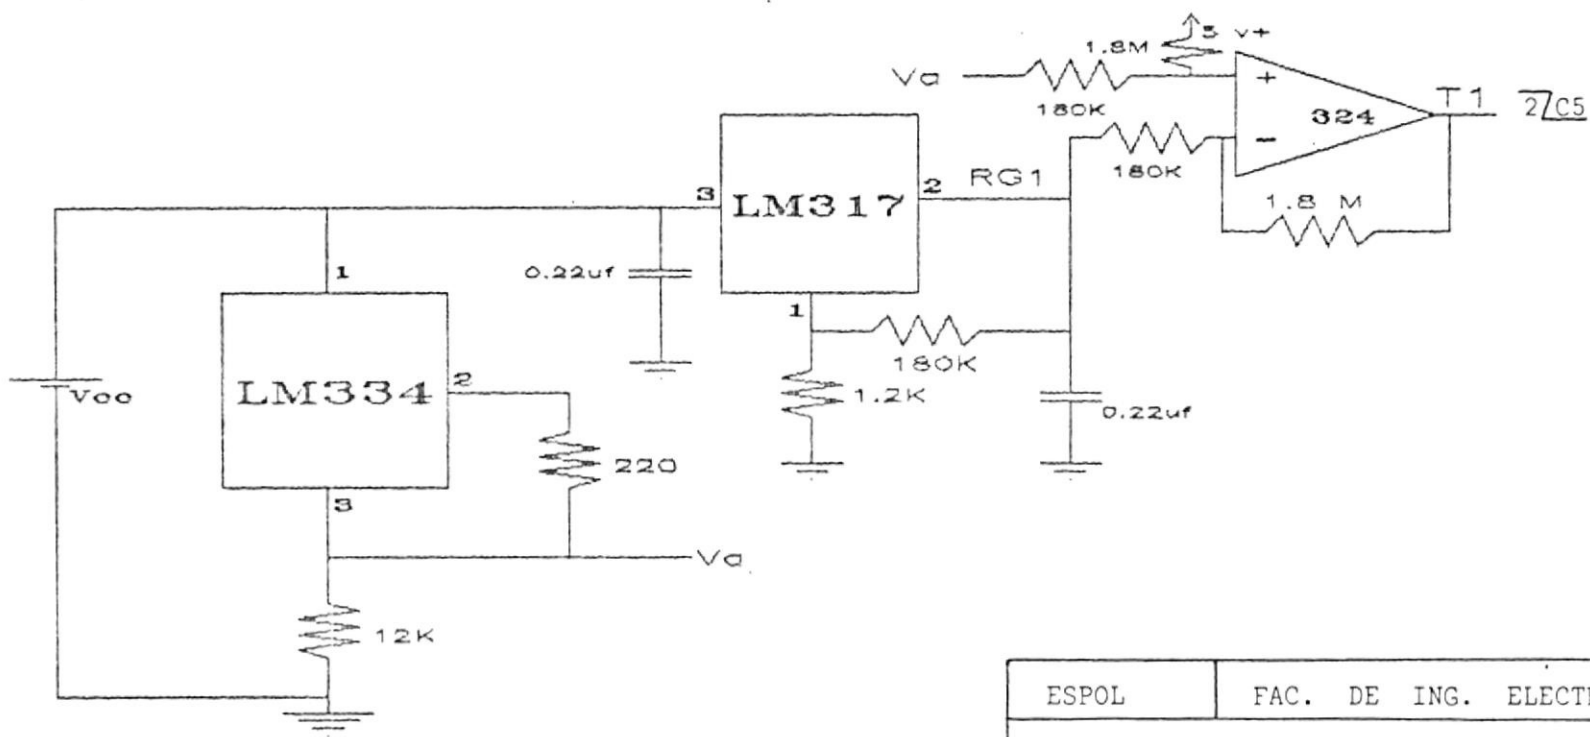 5 V+
1.8M
Va
180K
+
324
T1
2
C5
180K
-
1.8 M
3
LM317
2
RG1
1
0.22uf
1
180K
1.2K
0.22uf
LM334
2
Vcc
220
3
Va
12K
ESPOL
FAC. DE ING.